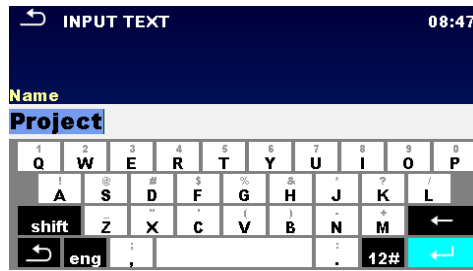 INPUT TEXT 08:47
Name
Project
1 2 3 4 5 6 7 8 9 0
Q W E R T Y U I O P
! @ # $ % & * ? /
A S D F G H J K L
_ " ' ( ) - +
shift Z X C V B N M ←
eng ; , : . 12#